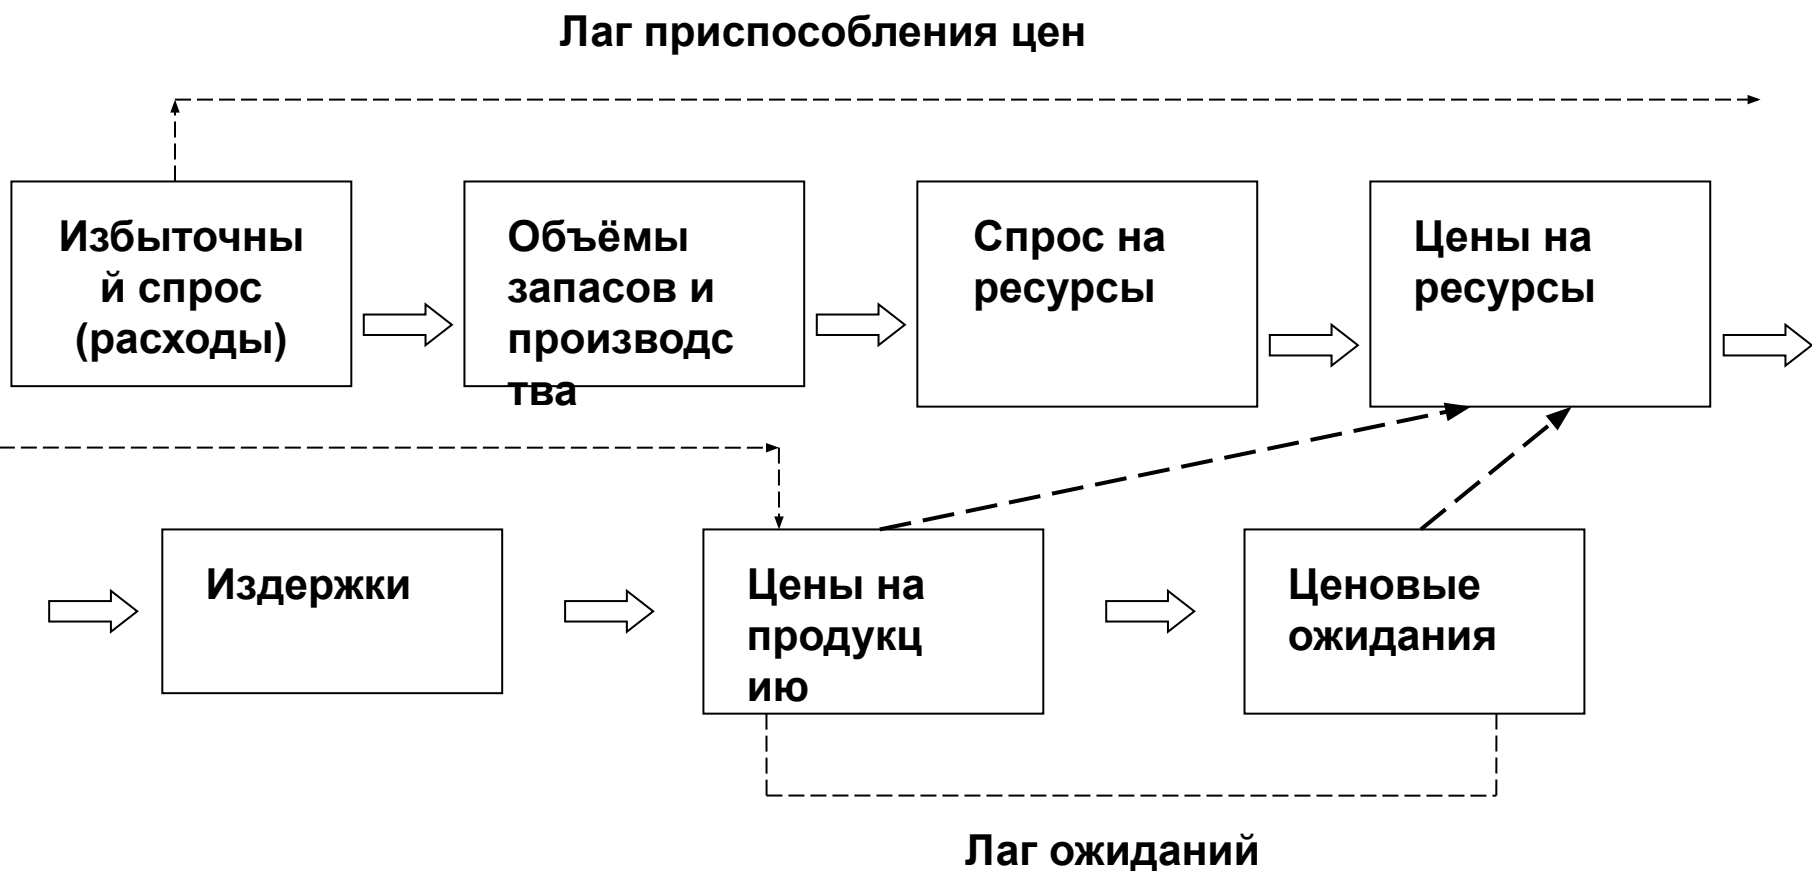 Лаг приспособления цен
Избыточны
й спрос
(расходы)
Объёмы
запасов и
производс
тва
Спрос на
ресурсы
Цены на
ресурсы
Издержки
Цены на
продукц
ию
Ценовые
ожидания
Лаг ожиданий